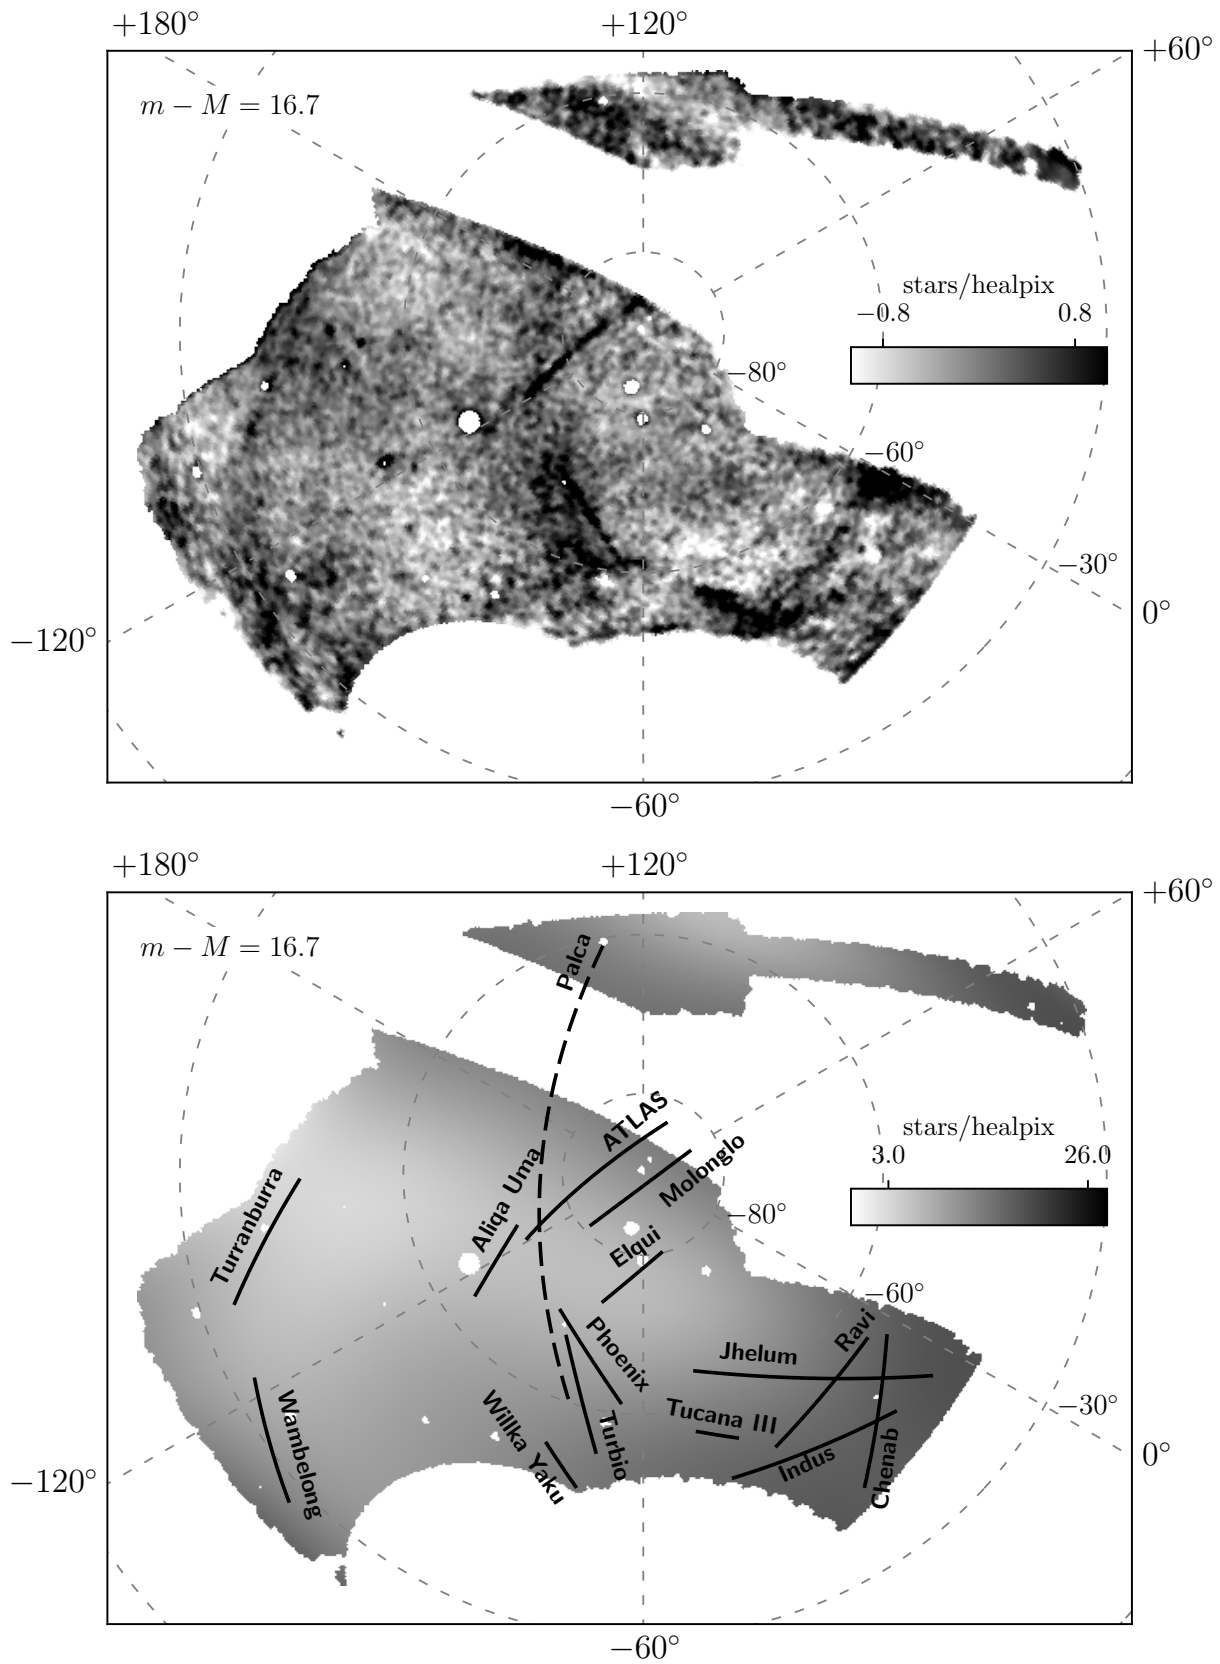 +180° +120° +60°
m − M = 16.7
stars/healpix
−0.8 0.8
−80°
−60°
−30°
0°
−120°
−60°
+180° +120° +60°
m − M = 16.7
Palca
ATLAS
Molonglo
stars/healpix
3.0 26.0
Aliqa Uma
Turranburra
−80°
Elqui
−60°
Phoenix
Jhelum
Ravi
Wambelong
Willka Yaku
Turbio
Tucana III
Indus
Chenab
−30°
0°
−120°
−60°